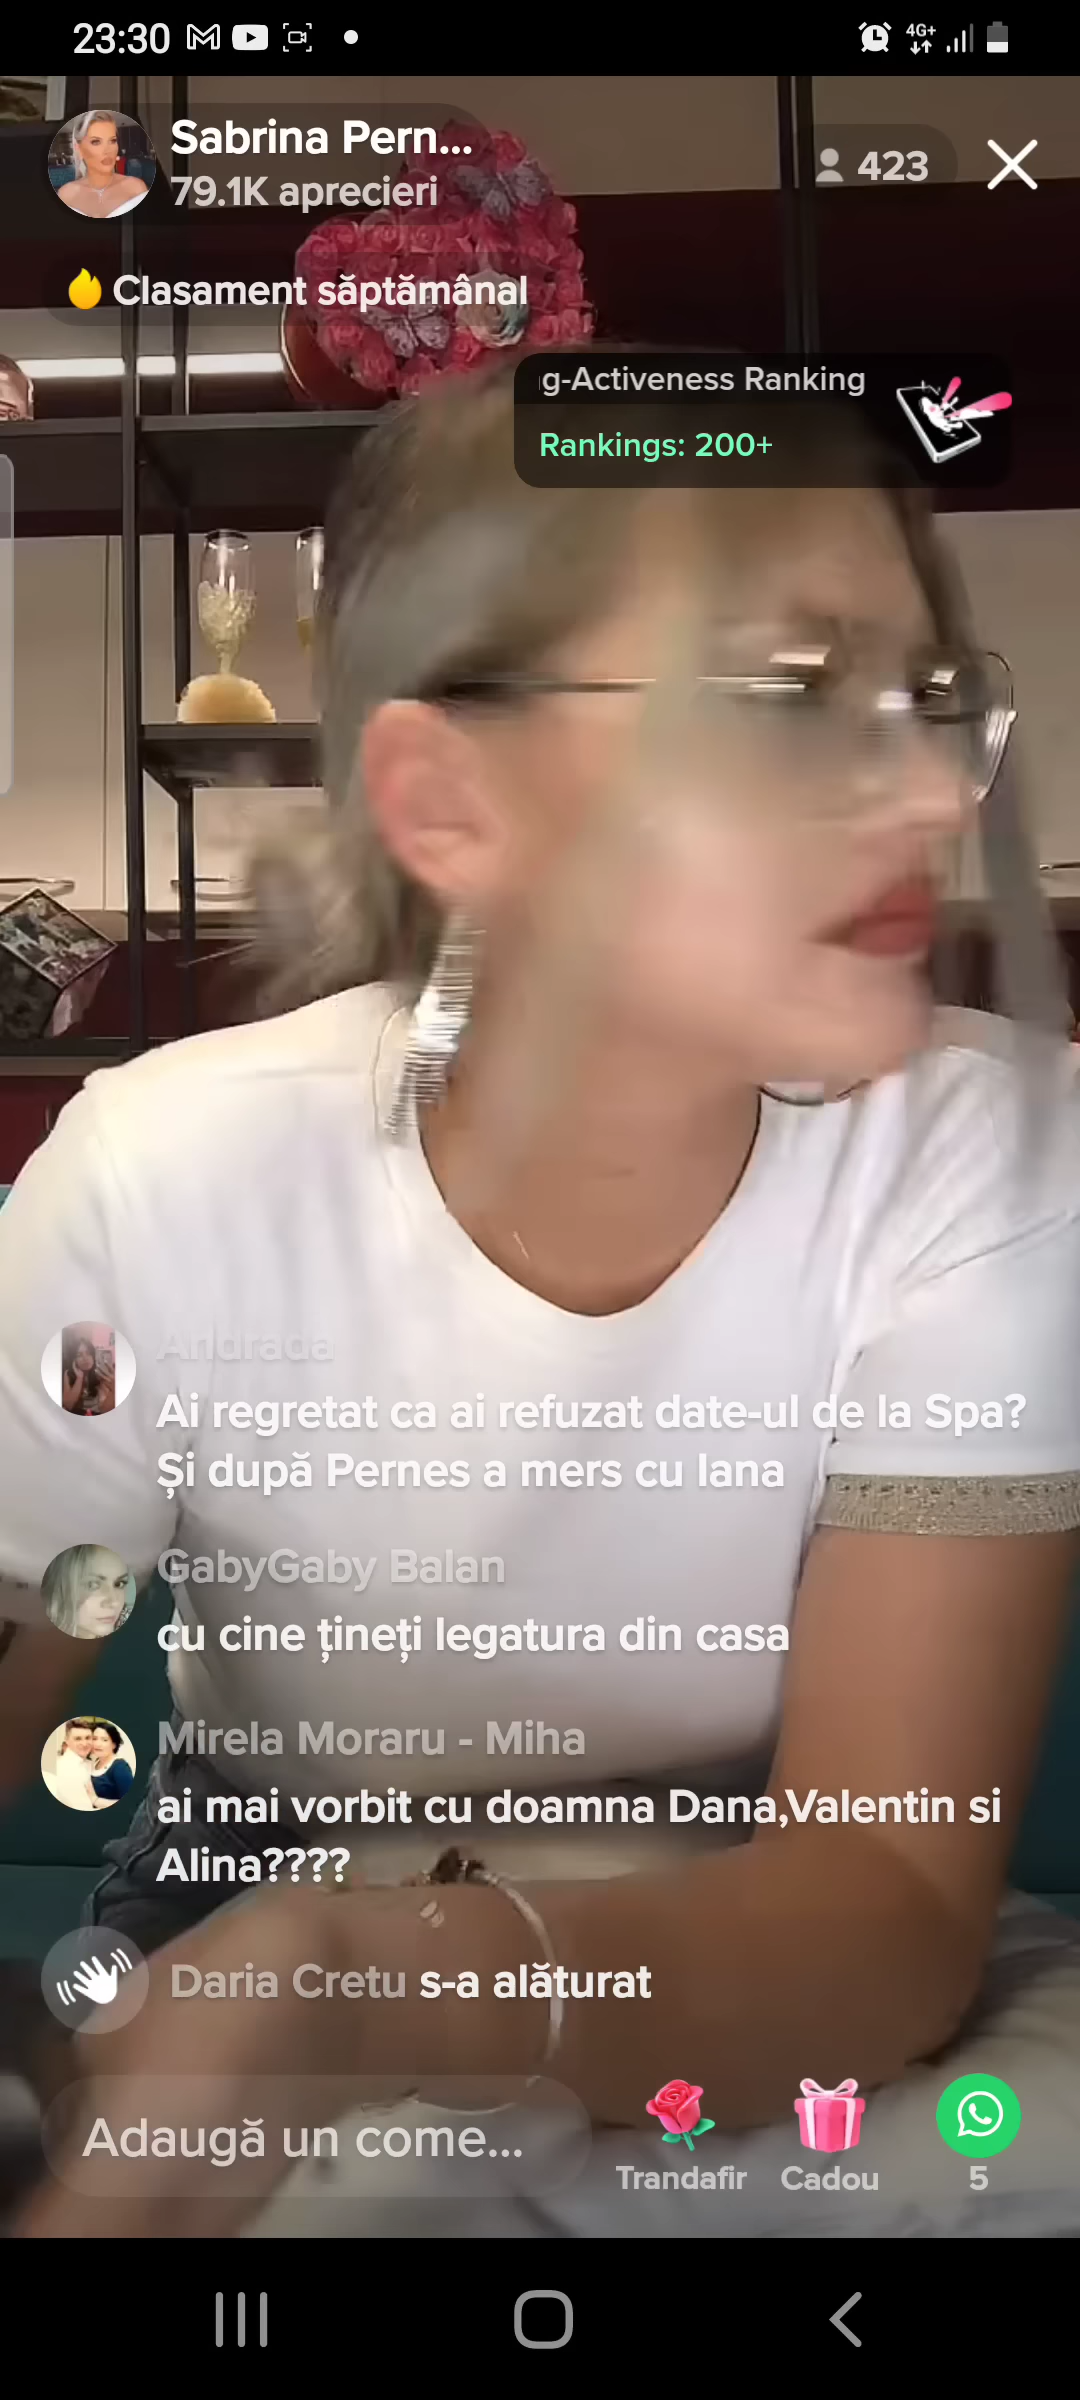 23:30
4G+
Sabrina Pern...
79.1K aprecieri
423
Clasament săptămânal
g-Activeness Ranking
Rankings: 200+
Andrada
Ai regretat ca ai refuzat date-ul de la Spa?
Și după Pernes a mers cu Iana
GabyGaby Balan
cu cine țineți legatura din casa
Mirela Moraru - Miha
ai mai vorbit cu doamna Dana,Valentin si
Alina????
Daria Cretu s-a alăturat
Adaugă un come...
Trandafir
Cadou
5